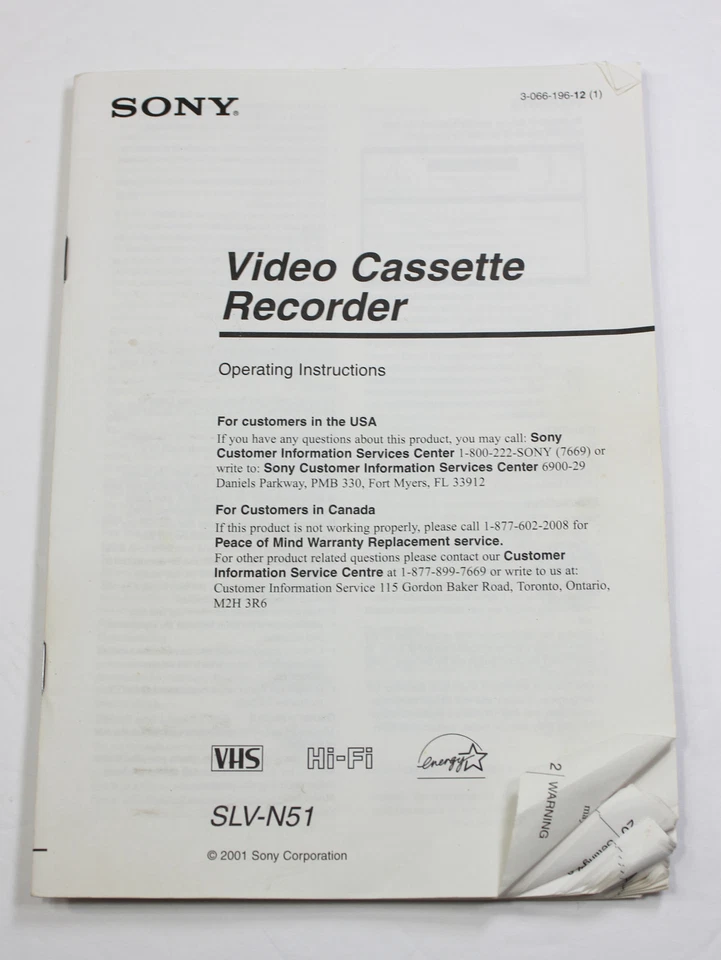 SONY®
3-066-196-12 (1)
Video Cassette
Recorder
Operating Instructions
For customers in the USA
If you have any questions about this product, you may call: Sony
Customer Information Services Center 1-800-222-SONY (7669) or
write to: Sony Customer Information Services Center 6900-29
Daniels Parkway, PMB 330, Fort Myers, FL 33912
For Customers in Canada
If this product is not working properly, please call 1-877-602-2008 for
Peace of Mind Warranty Replacement service.
For other product related questions please contact our Customer
Information Service Centre at 1-877-899-7669 or write to us at:
Customer Information Service 115 Gordon Baker Road, Toronto, Ontario,
M2H 3R6
VHS
Hi-Fi
energy
SLV-N51
© 2001 Sony Corporation
2
WARNING